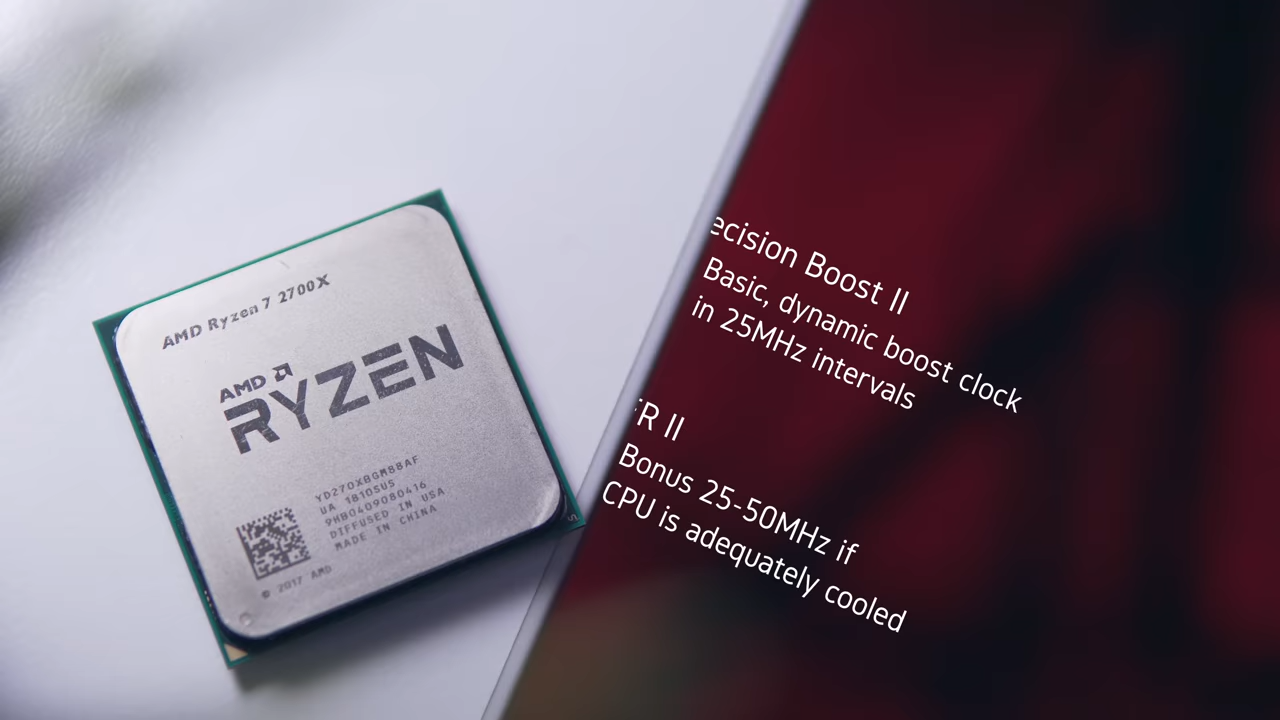 AMD Ryzen 7 2700X
AMD
RYZEN
YD270XBGM88AF
UA 1810SUS
9HB0409080416
DIFFUSED IN USA
MADE IN CHINA
© 2017 AMD
ecision Boost II
Basic, dynamic boost clock
in 25MHz intervals
FR II
Bonus 25-50MHz if
CPU is adequately cooled